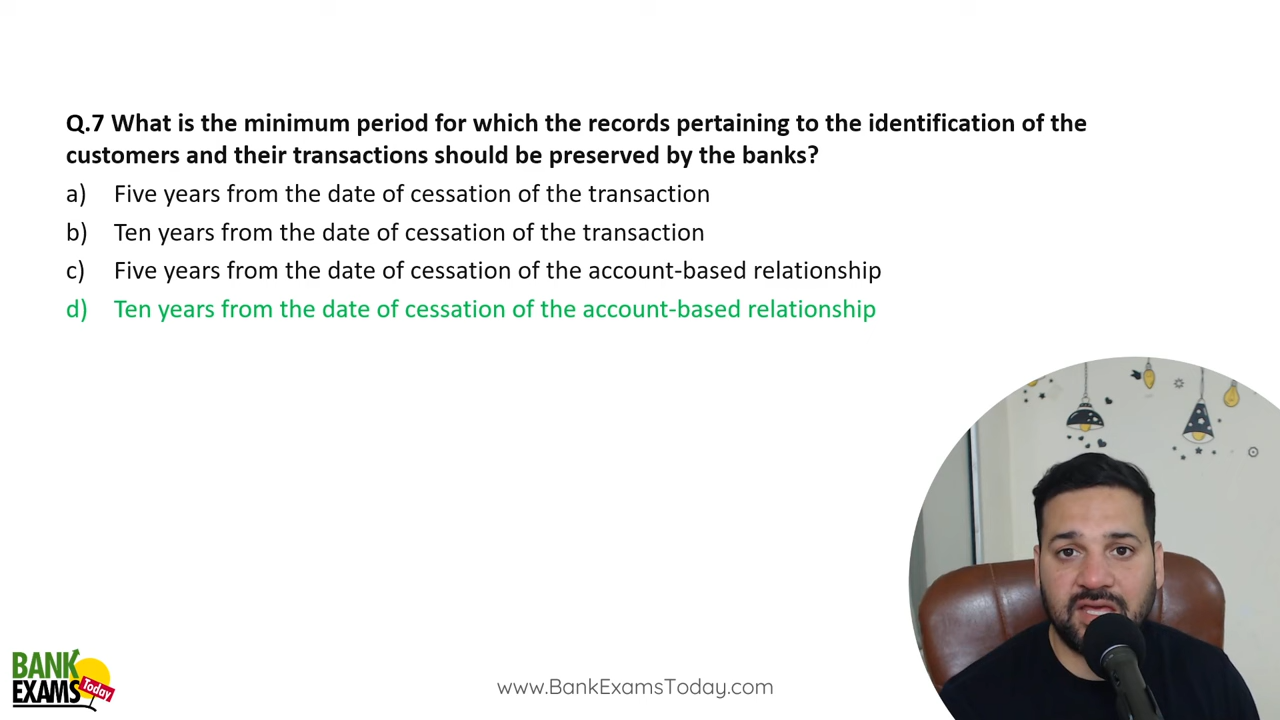 Q.7 What is the minimum period for which the records pertaining to the identification of the
customers and their transactions should be preserved by the banks?
a) Five years from the date of cessation of the transaction
b) Ten years from the date of cessation of the transaction
c) Five years from the date of cessation of the account-based relationship
d) Ten years from the date of cessation of the account-based relationship
BANK
EXAMS Today
www.BankExamsToday.com